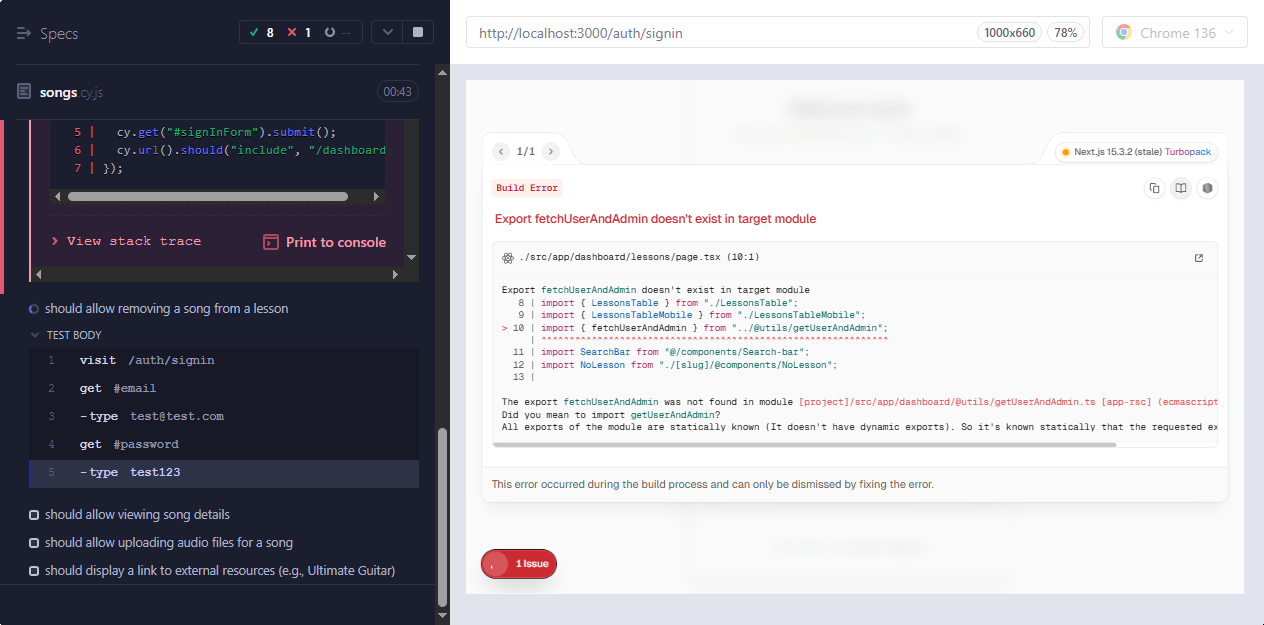 Specs
8
1
--
songs.cy.js
00:43
5 | cy.get("#signInForm").submit();
6 | cy.url().should("include", "/dashboard
7 | });
> View stack trace
Print to console
should allow removing a song from a lesson
TEST BODY
1 visit /auth/signin
2 get #email
3 -type test@test.com
4 get #password
5 -type test123
should allow viewing song details
should allow uploading audio files for a song
should display a link to external resources (e.g., Ultimate Guitar)
http://localhost:3000/auth/signin
1000x660
78%
Chrome 136
1/1
Next.js 15.3.2 (stale) Turbopack
Build Error
Export fetchUserAndAdmin doesn't exist in target module
./src/app/dashboard/lessons/page.tsx (10:1)
Export fetchUserAndAdmin doesn't exist in target module
8 | import { LessonsTable } from "./LessonsTable";
9 | import { LessonsTableMobile } from "./LessonsTableMobile";
> 10 | import { fetchUserAndAdmin } from "../@utils/getUserAndAdmin";
| ^^^^^^^^^^^^^^^^^^^^^^^^^^^^^^^^^^^^^^^^^^^^^^^^^^^^^^^^^^^^^^
11 | import SearchBar from "@/components/Search-bar";
12 | import NoLesson from "./[slug]/@components/NoLesson";
13 |
The export fetchUserAndAdmin was not found in module [project]/src/app/dashboard/@utils/getUserAndAdmin.ts [app-rsc] (ecmascript
Did you mean to import getUserAndAdmin?
All exports of the module are statically known (It doesn't have dynamic exports). So it's known statically that the requested ex
This error occurred during the build process and can only be dismissed by fixing the error.
1 Issue